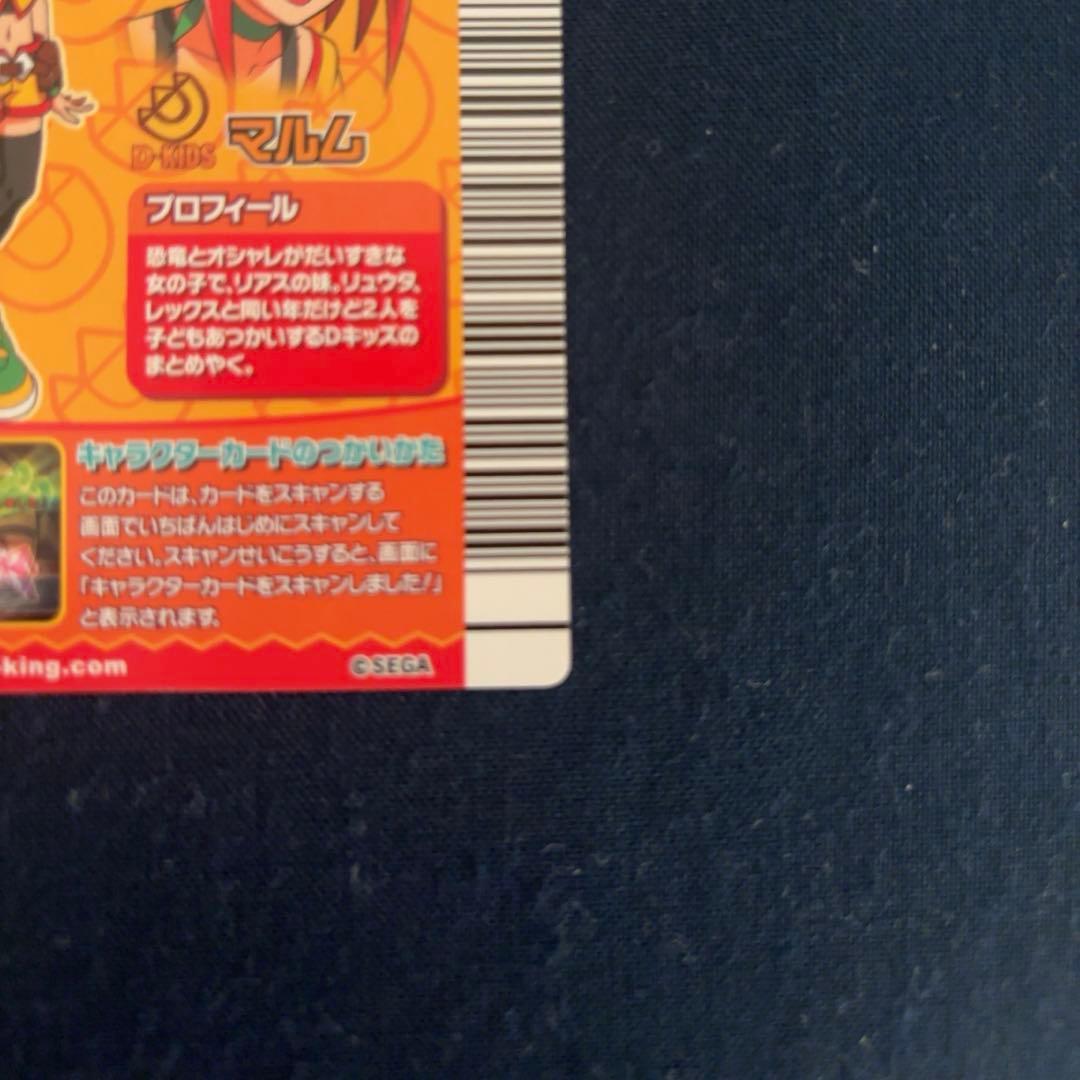 D-KIDS
マルム
プロフィール
恐竜とオシャレがだいすきな
女の子で、リアスの妹。リュウタ、
レックスと同い年だけど2人を
子どもあつかいするDキッズの
まとめやく。
キャラクターカードのつかいかた
このカードは、カードをスキャンする
画面でいちばんはじめにスキャンして
ください。スキャンせいこうすると、画面に
「キャラクターカードをスキャンしました!」
と表示されます。
-king.com
©SEGA